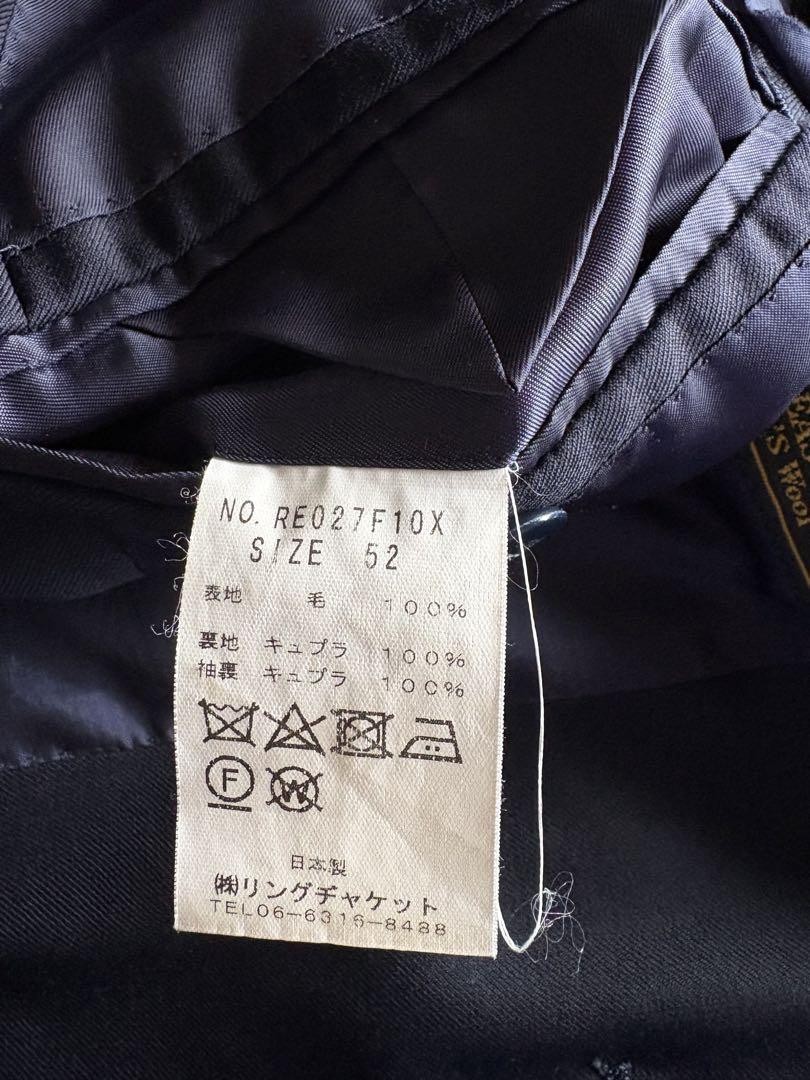 NO. RE027F10X
SIZE 52
表地 毛 100%
裏地 キュプラ 100%
袖裏 キュプラ 100%
F
W
日本製
㈱リングヂャケット
TEL06-6316-8488
Wool